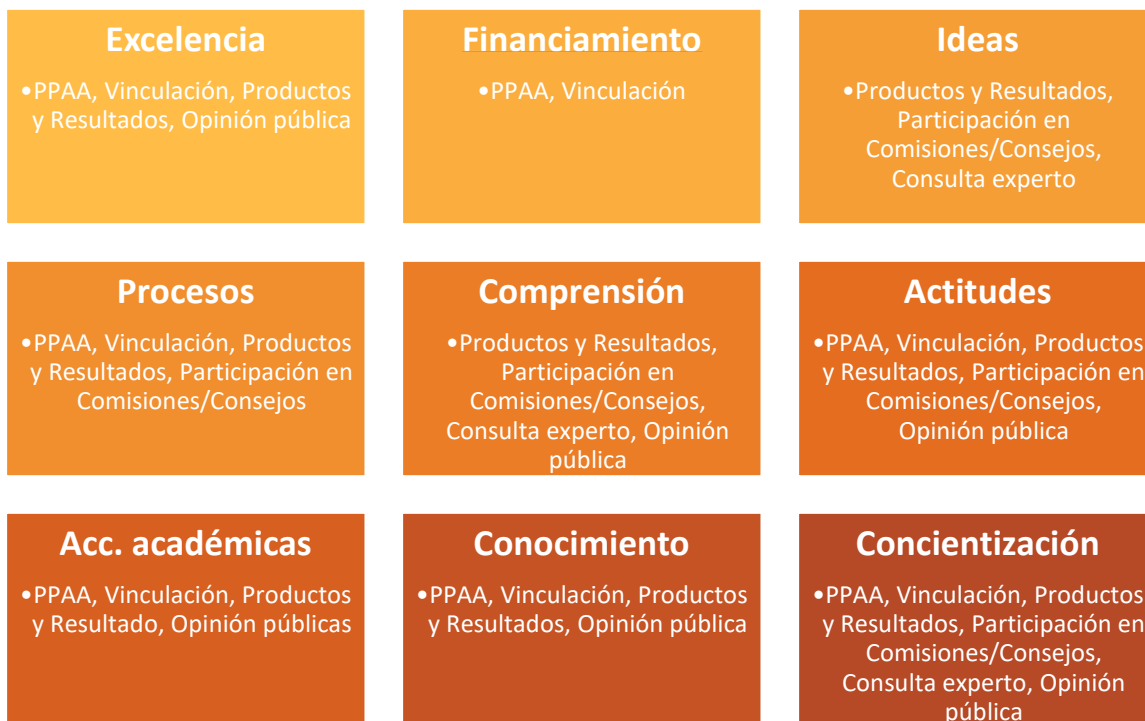 Excelencia
•PPAA, Vinculación, Productos
y Resultados, Opinión pública
Financiamiento
•PPAA, Vinculación
Ideas
•Productos y Resultados,
Participación en
Comisiones/Consejos,
Consulta experto
Procesos
•PPAA, Vinculación, Productos
y Resultados, Participación en
Comisiones/Consejos
Comprensión
•Productos y Resultados,
Participación en
Comisiones/Consejos,
Consulta experto, Opinión
pública
Actitudes
•PPAA, Vinculación, Productos
y Resultados, Participación en
Comisiones/Consejos,
Opinión pública
Acc. académicas
•PPAA, Vinculación, Productos
y Resultado, Opinión públicas
Conocimiento
•PPAA, Vinculación, Productos
y Resultados, Opinión pública
Concientización
•PPAA, Vinculación, Productos
y Resultados, Participación en
Comisiones/Consejos,
Consulta experto, Opinión
pública